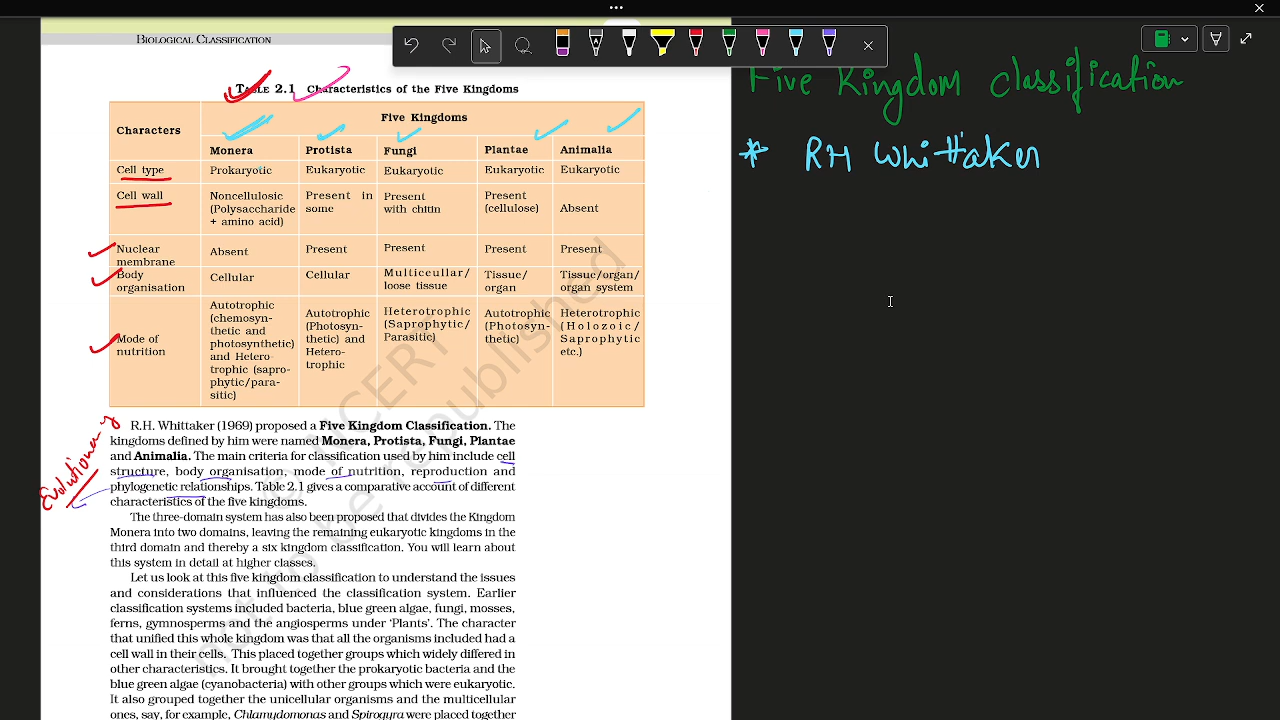 BIOLOGICAL CLASSIFICATION
TABLE 2.1 Characteristics of the Five Kingdoms
Five Kingdom Classification
* RH Whittaker
Characters
Five Kingdoms
Monera Protista Fungi Plantae Animalia
Cell type Prokaryotic Eukaryotic Eukaryotic Eukaryotic Eukaryotic
Cell wall Noncellulosic (Polysaccharide + amino acid) Present in some Present with chitin Present (cellulose) Absent
Nuclear membrane Absent Present Present Present Present
Body organisation Cellular Cellular Multiceullar/ loose tissue Tissue/ organ Tissue/organ/ organ system
Mode of nutrition Autotrophic (chemosyn-thetic and photosynthetic) and Hetero-trophic (sapro-phytic/para-sitic) Autotrophic (Photosyn-thetic) and Hetero-trophic Heterotrophic (Saprophytic/ Parasitic) Autotrophic (Photosyn-thetic) Heterotrophic (Holozoic/ Saprophytic etc.)
Evolutionary
R.H. Whittaker (1969) proposed a Five Kingdom Classification. The
kingdoms defined by him were named Monera, Protista, Fungi, Plantae
and Animalia. The main criteria for classification used by him include cell
structure, body organisation, mode of nutrition, reproduction and
phylogenetic relationships. Table 2.1 gives a comparative account of different
characteristics of the five kingdoms.
The three-domain system has also been proposed that divides the Kingdom
Monera into two domains, leaving the remaining eukaryotic kingdoms in the
third domain and thereby a six kingdom classification. You will learn about
this system in detail at higher classes.
Let us look at this five kingdom classification to understand the issues
and considerations that influenced the classification system. Earlier
classification systems included bacteria, blue green algae, fungi, mosses,
ferns, gymnosperms and the angiosperms under 'Plants'. The character
that unified this whole kingdom was that all the organisms included had a
cell wall in their cells. This placed together groups which widely differed in
other characteristics. It brought together the prokaryotic bacteria and the
blue green algae (cyanobacteria) with other groups which were eukaryotic.
It also grouped together the unicellular organisms and the multicellular
ones, say, for example, Chlamydomonas and Spirogyra were placed together
© NCERT
not to be republished